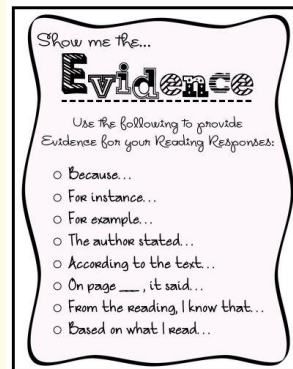 Show me the...
Evidence
Use the following to provide
Evidence for your Reading Responses:
○ Because...
○ For instance...
○ For example...
○ The author stated...
○ According to the text...
○ On page ___, it said...
○ From the reading, I know that...
○ Based on what I read...